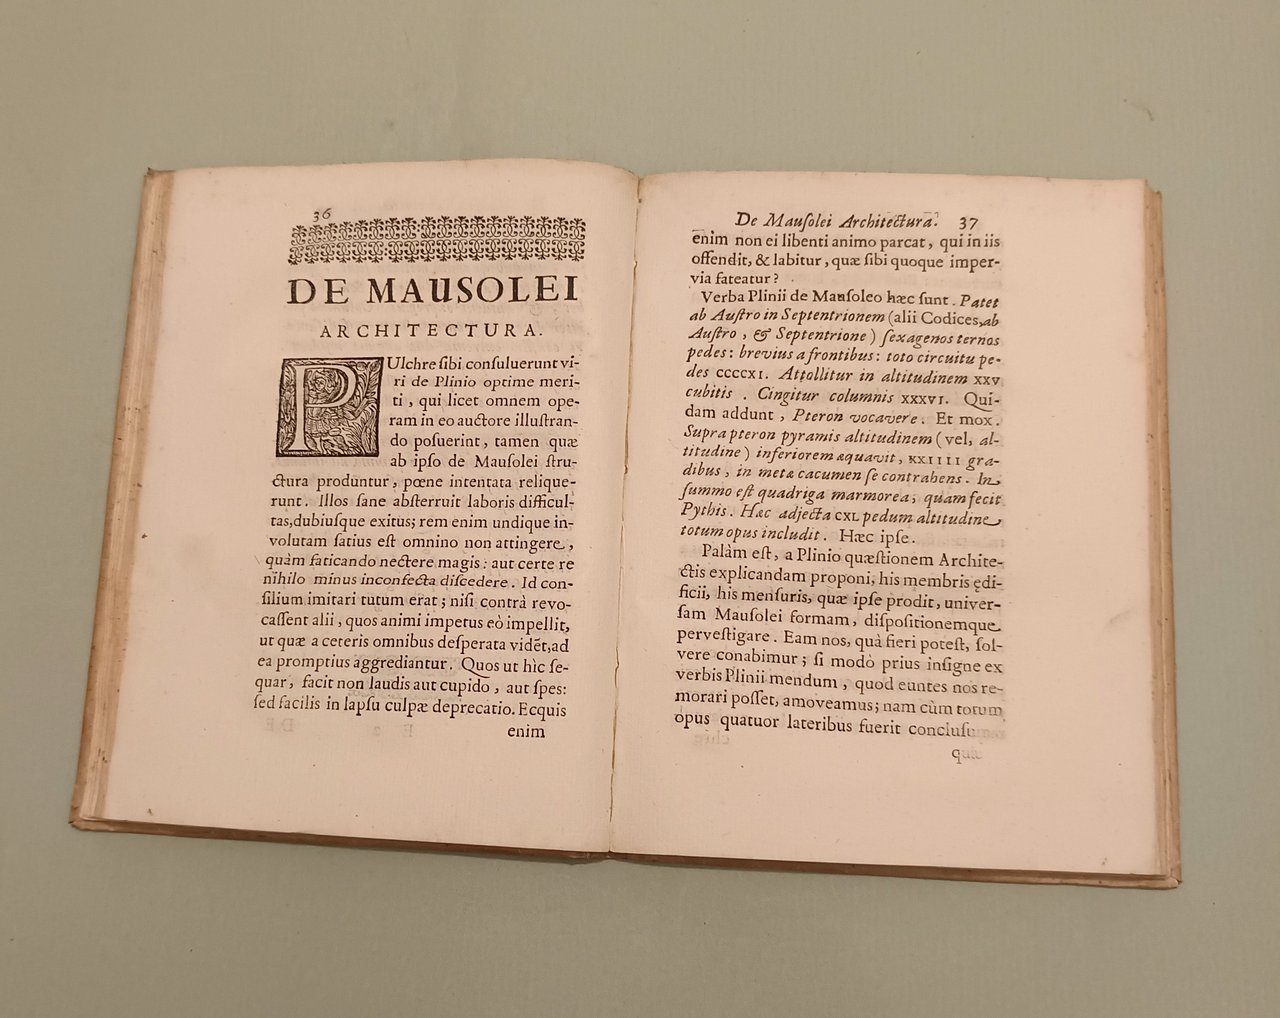 36
DE MAUSOLEI
ARCHITECTURA.
PUlchre sibi consuluerunt vi-
ri de Plinio optime meri-
ti, qui licet omnem ope-
ram in eo auctore illustran-
do posuerint, tamen quæ
ab ipso de Mausolei stru-
ctura produntur, pœne intentata relique-
runt. Illos sane absterruit laboris difficul-
tas, dubiusque exitus; rem enim undique in-
volutam satius est omnino non attingere,
quàm faticando nectere magis: aut certe re
nihilo minus inconfecta discedere. Id con-
silium imitari tutum erat; nisi contrà revo-
cassent alii, quos animi impetus eò impellit,
ut quæ a ceteris omnibus desperata vidēt, ad
ea promptius aggrediantur. Quos ut hìc se-
quar, facit non laudis aut cupido, aut spes:
sed facilis in lapsu culpæ deprecatio. Ecquis
enim
De Mausolei Architectura. 37
enim non ei libenti animo parcat, qui in iis
offendit, & labitur, quæ sibi quoque imper-
via fateatur?
Verba Plinii de Mausoleo hæc sunt. Patet
ab Austro in Septentrionem (alii Codices, ab
Austro, & Septentrione) sexagenos ternos
pedes: brevius a frontibus: toto circuitu pe-
des CCCCXI. Attollitur in altitudinem XXV
cubitis. Cingitur columnis XXXVI. Qui-
dam addunt, Pteron vocavere. Et mox.
Supra pteron pyramis altitudinem (vel, al-
titudine) inferiorem æquavit, XXIIII gra-
dibus, in metæ cacumen se contrahens. In
summo est quadriga marmorea, quam fecit
Pythis. Hæc adjecta CXL pedum altitudine
totum opus includit. Hæc ipse.
Palàm est, a Plinio quæstionem Archite-
ctis explicandam proponi, his membris ędi-
ficii, his mensuris, quæ ipse prodit, univer-
sam Mausolei formam, dispositionemque
pervestigare. Eam nos, quà fieri potest, sol-
vere conabimur; si modò prius insigne ex
verbis Plinii mendum, quod euntes nos re-
morari posset, amoveamus; nam cùm totum
opus quatuor lateribus fuerit conclusū
quæ